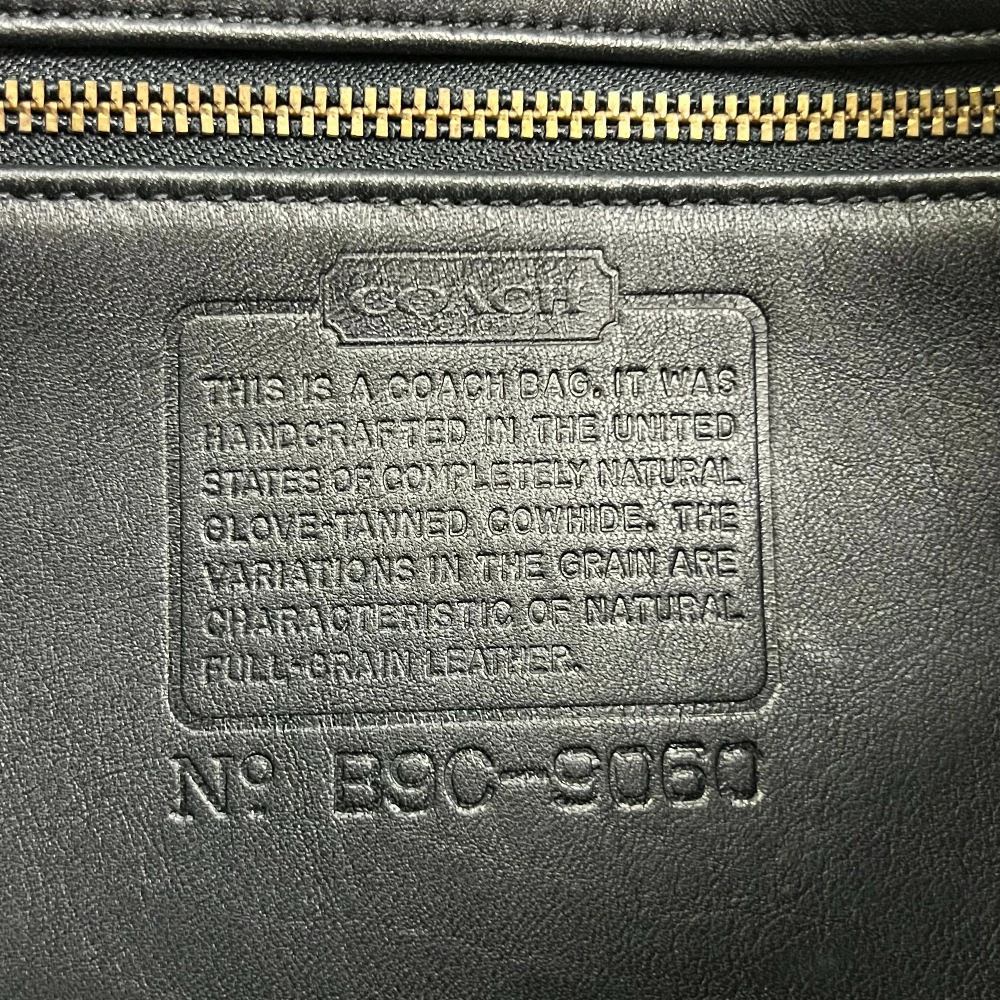 COACH
THIS IS A COACH BAG. IT WAS
HANDCRAFTED IN THE UNITED
STATES OF COMPLETELY NATURAL
GLOVE-TANNED COWHIDE. THE
VARIATIONS IN THE GRAIN ARE
CHARACTERISTIC OF NATURAL
FULL-GRAIN LEATHER.
Nº B9C-9060